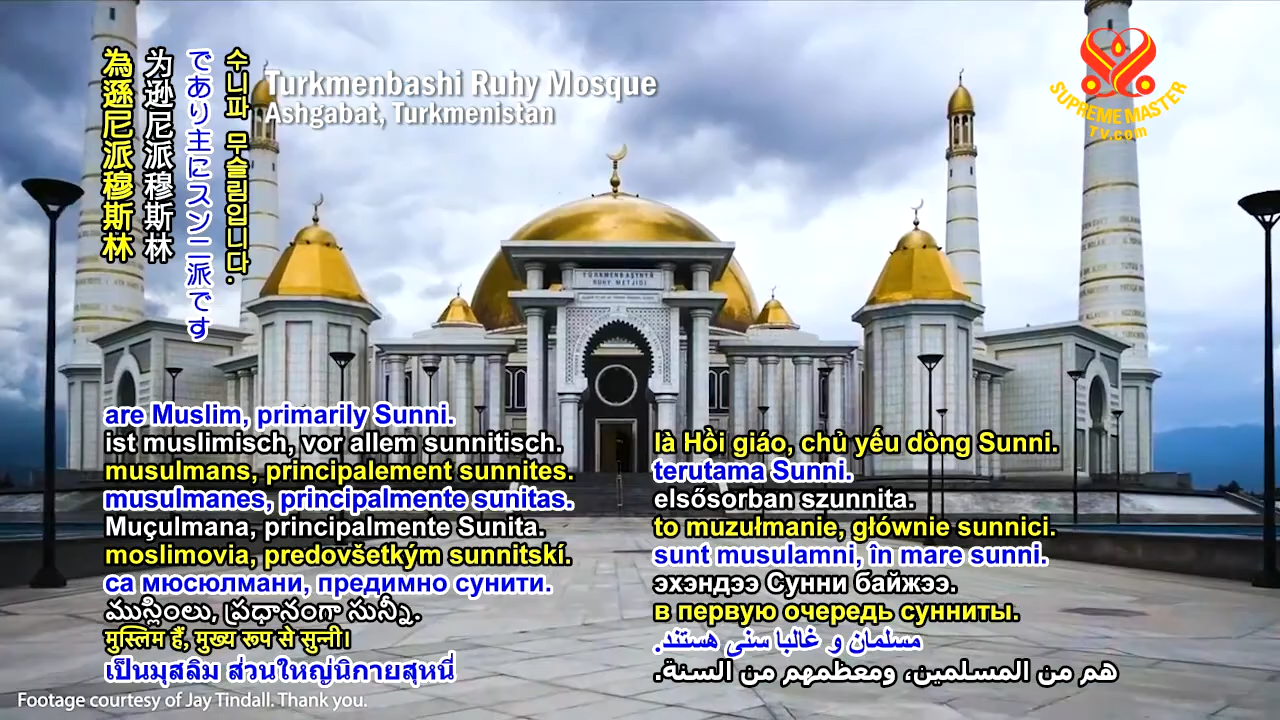 Turkmenbashi Ruhy Mosque
Ashgabat, Turkmenistan
SUPREME MASTER
TV.com
수니파 무슬림입니다.
であり主にスンニ派です
为逊尼派穆斯林
為遜尼派穆斯林
TÜRKMENBAŞYNYŇ
RUHY METJIDI
are Muslim, primarily Sunni.
ist muslimisch, vor allem sunnitisch.
musulmans, principalement sunnites.
musulmanes, principalmente sunitas.
Muçulmana, principalmente Sunita.
moslimovia, predovšetkým sunnitskí.
са мюсюлмани, предимно сунити.
ముస్లింలు, ప్రధానంగా సున్నీ.
मुस्लिम हैं, मुख्य रूप से सुन्नी।
เป็นมุสลิม ส่วนใหญ่นิกายสุหนี่
là Hồi giáo, chủ yếu dòng Sunni.
terutama Sunni.
elsősorban szunnita.
to muzułmanie, głównie sunnici.
sunt musulamni, în mare sunni.
эхэндээ Сунни байжээ.
в первую очередь сунниты.
مسلمان و غالبا سنی هستند.
هم من المسلمين، ومعظمهم من السنة.
Footage courtesy of Jay Tindall. Thank you.